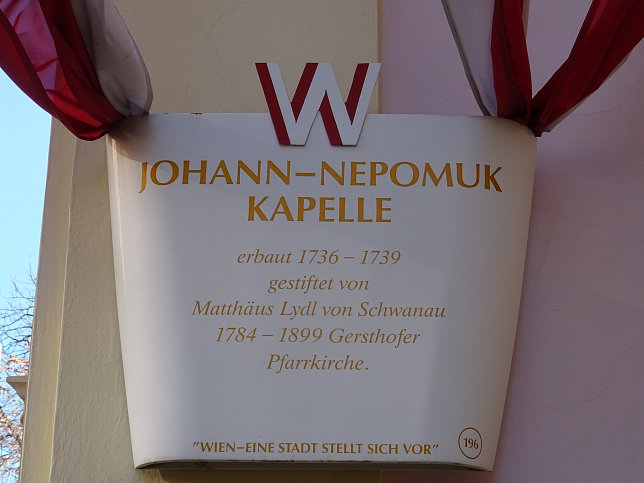 W
JOHANN–NEPOMUK
KAPELLE
erbaut 1736 – 1739
gestiftet von
Matthäus Lydl von Schwanau
1784 – 1899 Gersthofer
Pfarrkirche.
"WIEN–EINE STADT STELLT SICH VOR"
196